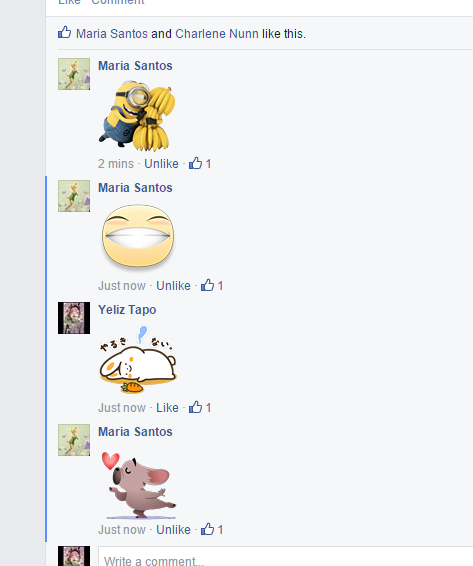 Like · Comment
Maria Santos and Charlene Nunn like this.
Maria Santos
2 mins · Unlike · 1
Maria Santos
Just now · Unlike · 1
Yeliz Tapo
やるき ない。
Just now · Like · 1
Maria Santos
Just now · Unlike · 1
Write a comment...